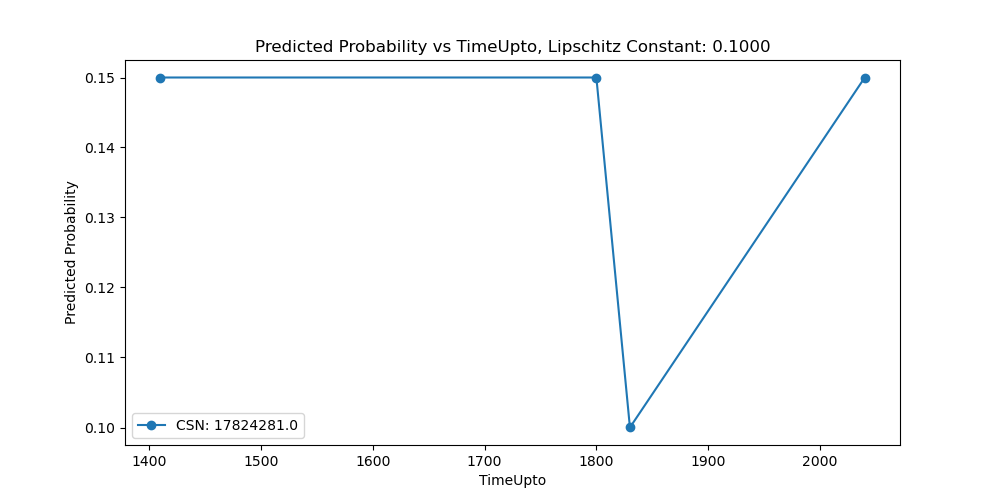 Predicted Probability vs TimeUpto, Lipschitz Constant: 0.1000
0.15
0.14
0.13
0.12
0.11
0.10
Predicted Probability
CSN: 17824281.0
1400 1500 1600 1700 1800 1900 2000
TimeUpto